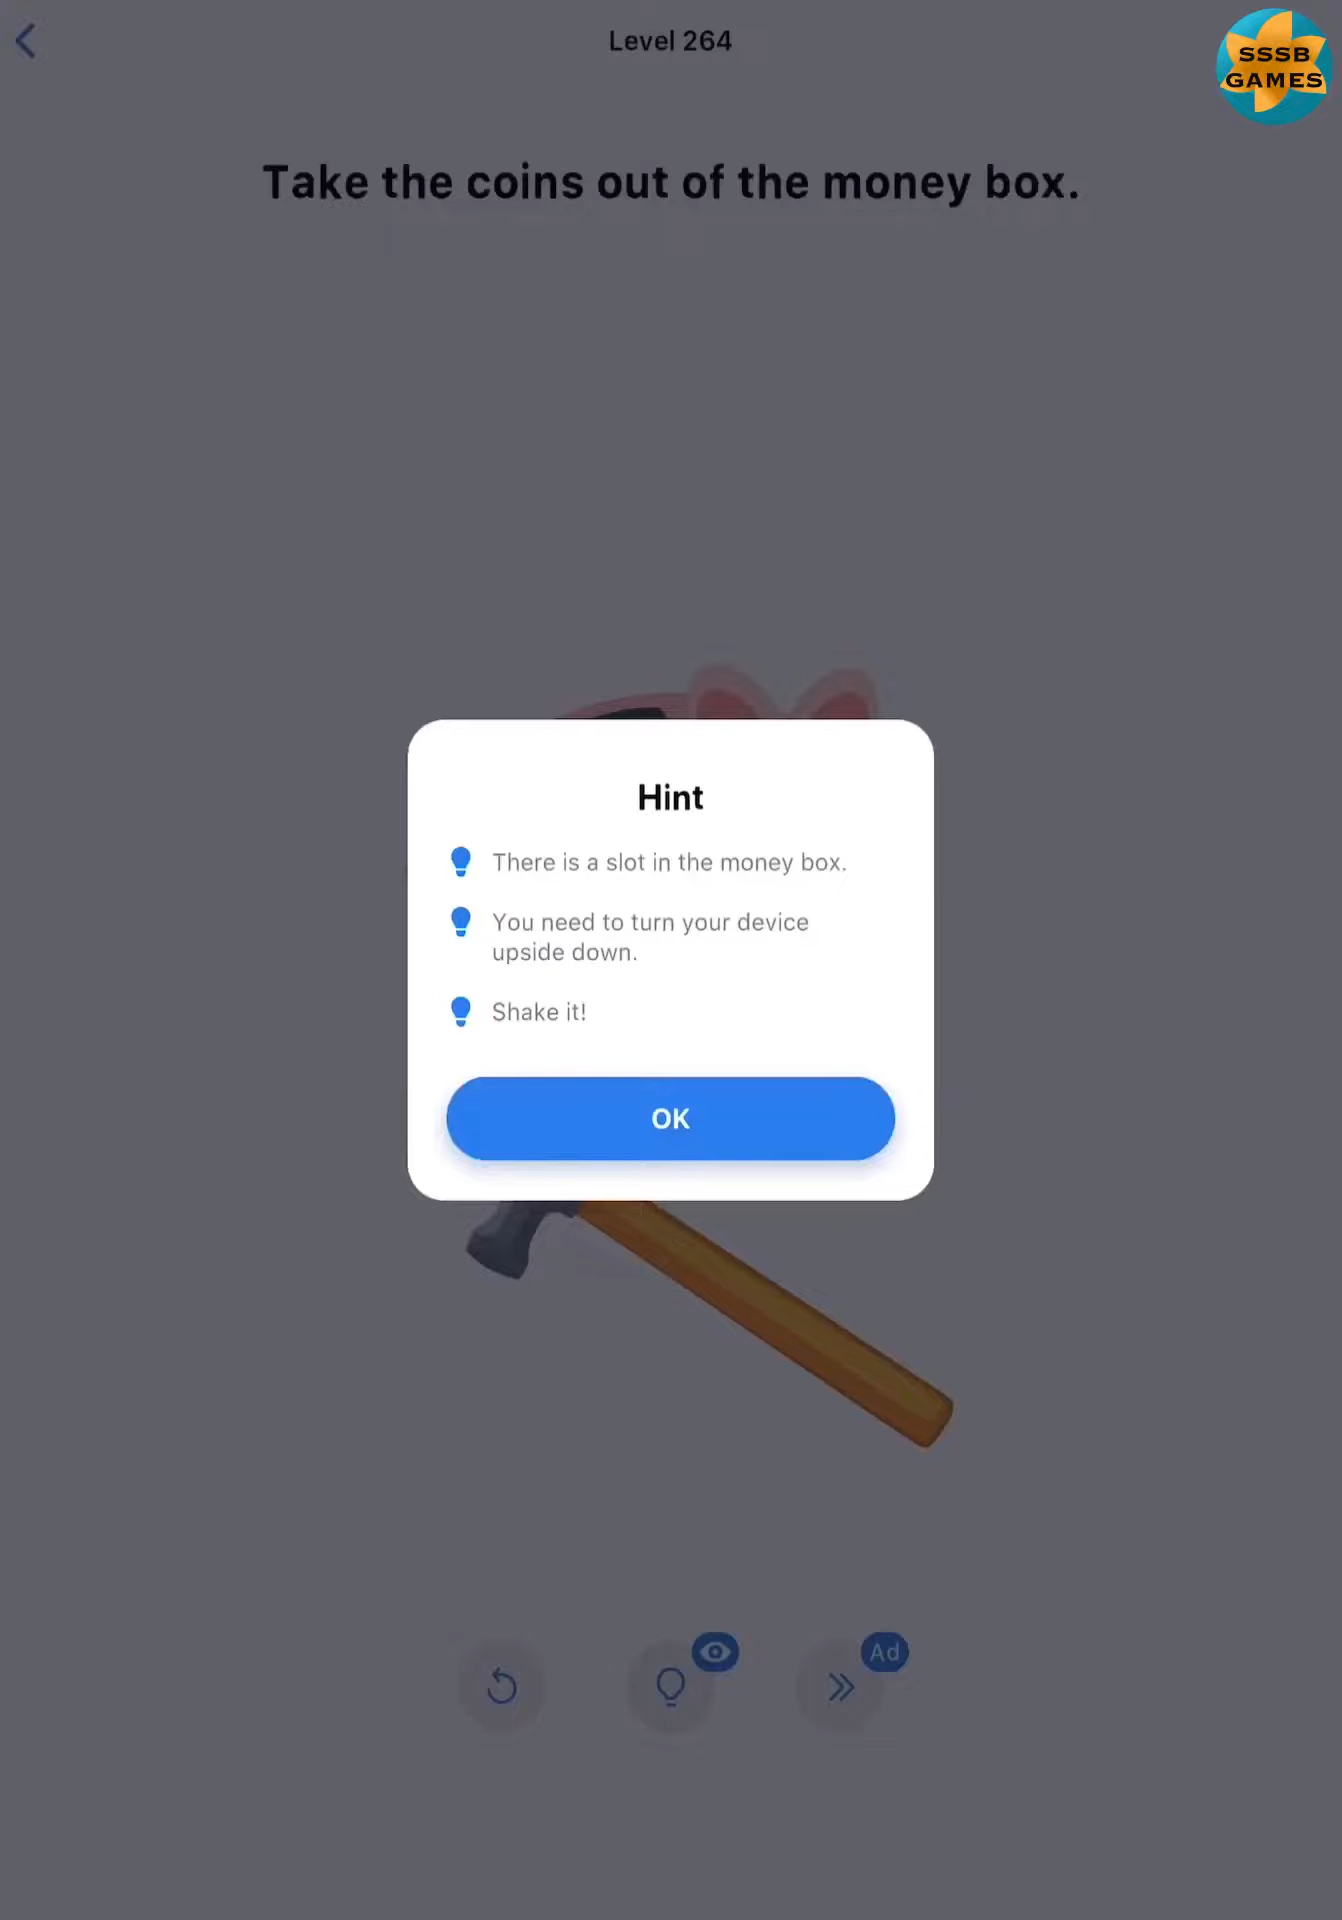 Level 264
SSSB
GAMES
Take the coins out of the money box.
Hint
There is a slot in the money box.
You need to turn your device
upside down.
Shake it!
OK
Ad